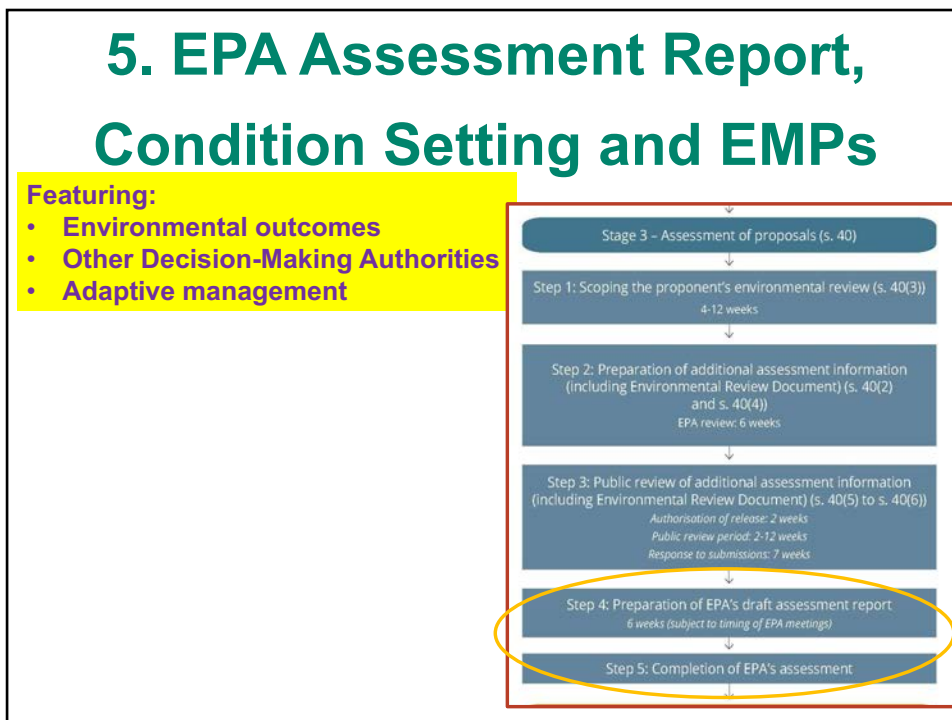 5. EPA Assessment Report,
Condition Setting and EMPs
Featuring:
• Environmental outcomes
• Other Decision-Making Authorities
• Adaptive management
Stage 3 – Assessment of proposals (s. 40)
Step 1: Scoping the proponent's environmental review (s. 40(3))
4-12 weeks
Step 2: Preparation of additional assessment information
(including Environmental Review Document) (s. 40(2)
and s. 40(4))
EPA review: 6 weeks
Step 3: Public review of additional assessment information
(including Environmental Review Document) (s. 40(5) to s. 40(6))
Authorisation of release: 2 weeks
Public review period: 2-12 weeks
Response to submissions: 7 weeks
Step 4: Preparation of EPA's draft assessment report
6 weeks (subject to timing of EPA meetings)
Step 5: Completion of EPA's assessment